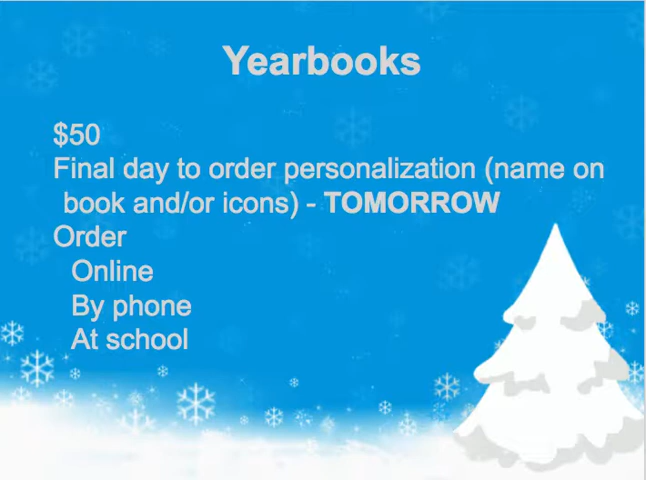 Yearbooks
$50
Final day to order personalization (name on
book and/or icons) - TOMORROW
Order
Online
By phone
At school